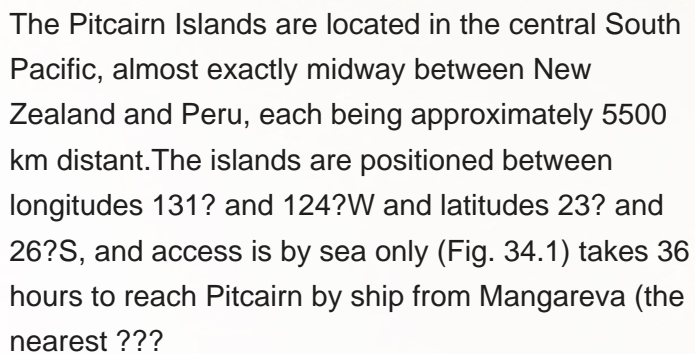 The Pitcairn Islands are located in the central South
Pacific, almost exactly midway between New
Zealand and Peru, each being approximately 5500
km distant.The islands are positioned between
longitudes 131? and 124?W and latitudes 23? and
26?S, and access is by sea only (Fig. 34.1) takes 36
hours to reach Pitcairn by ship from Mangareva (the
nearest ???